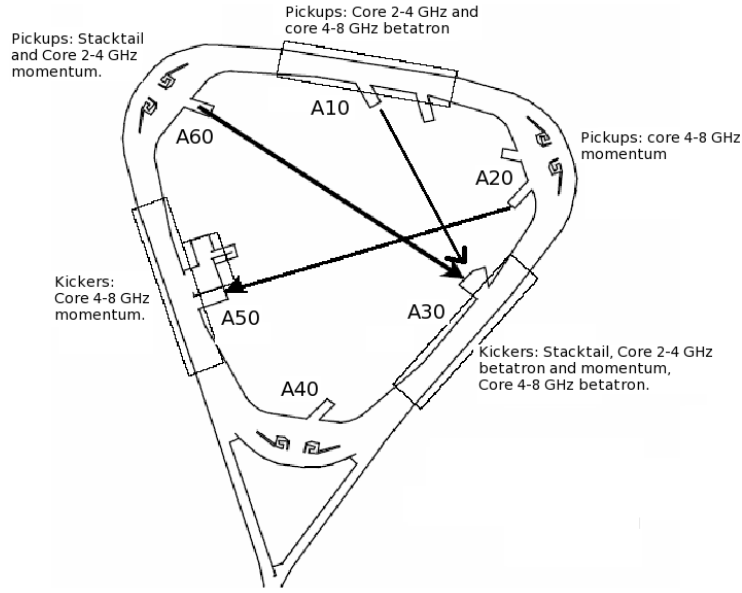 Pickups: Core 2-4 GHz and
core 4-8 GHz betatron
Pickups: Stacktail
and Core 2-4 GHz
momentum.
A10
A60
Pickups: core 4-8 GHz
momentum
A20
Kickers:
Core 4-8 GHz
momentum.
A50
A30
Kickers: Stacktail, Core 2-4 GHz
betatron and momentum,
Core 4-8 GHz betatron.
A40